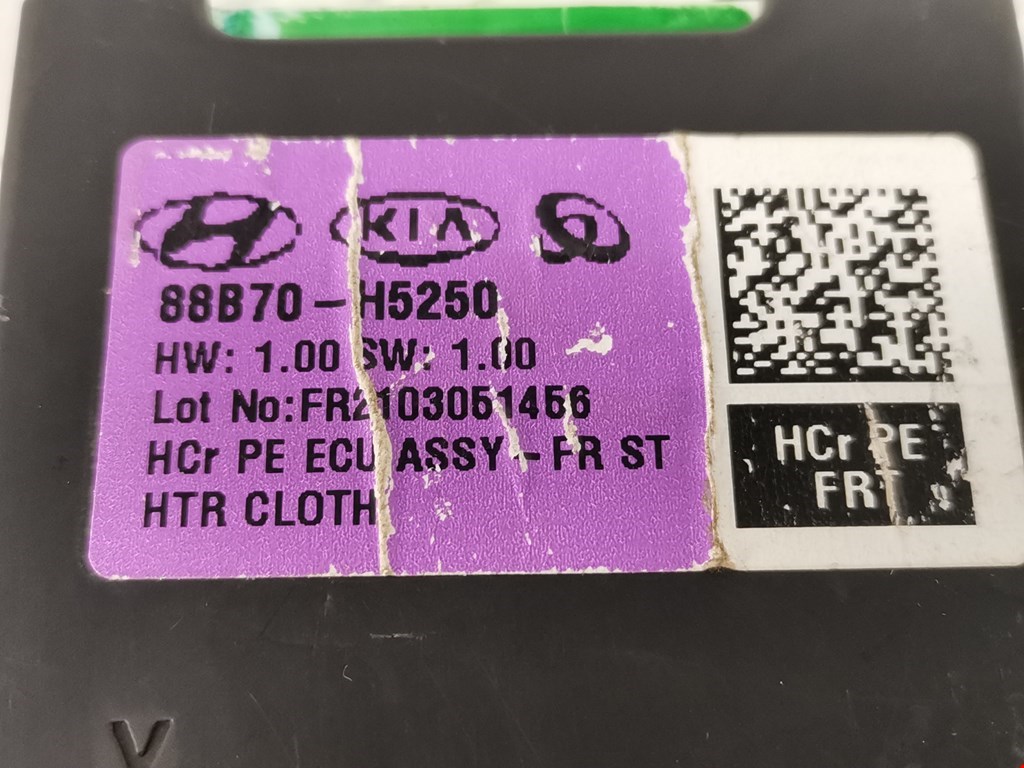 KIA
88B70-H5250
HW: 1.00 SW: 1.00
Lot No:FR2103051456
HCr PE ECU ASSY-FR ST
HTR CLOTH
HCr PE
FRT
V